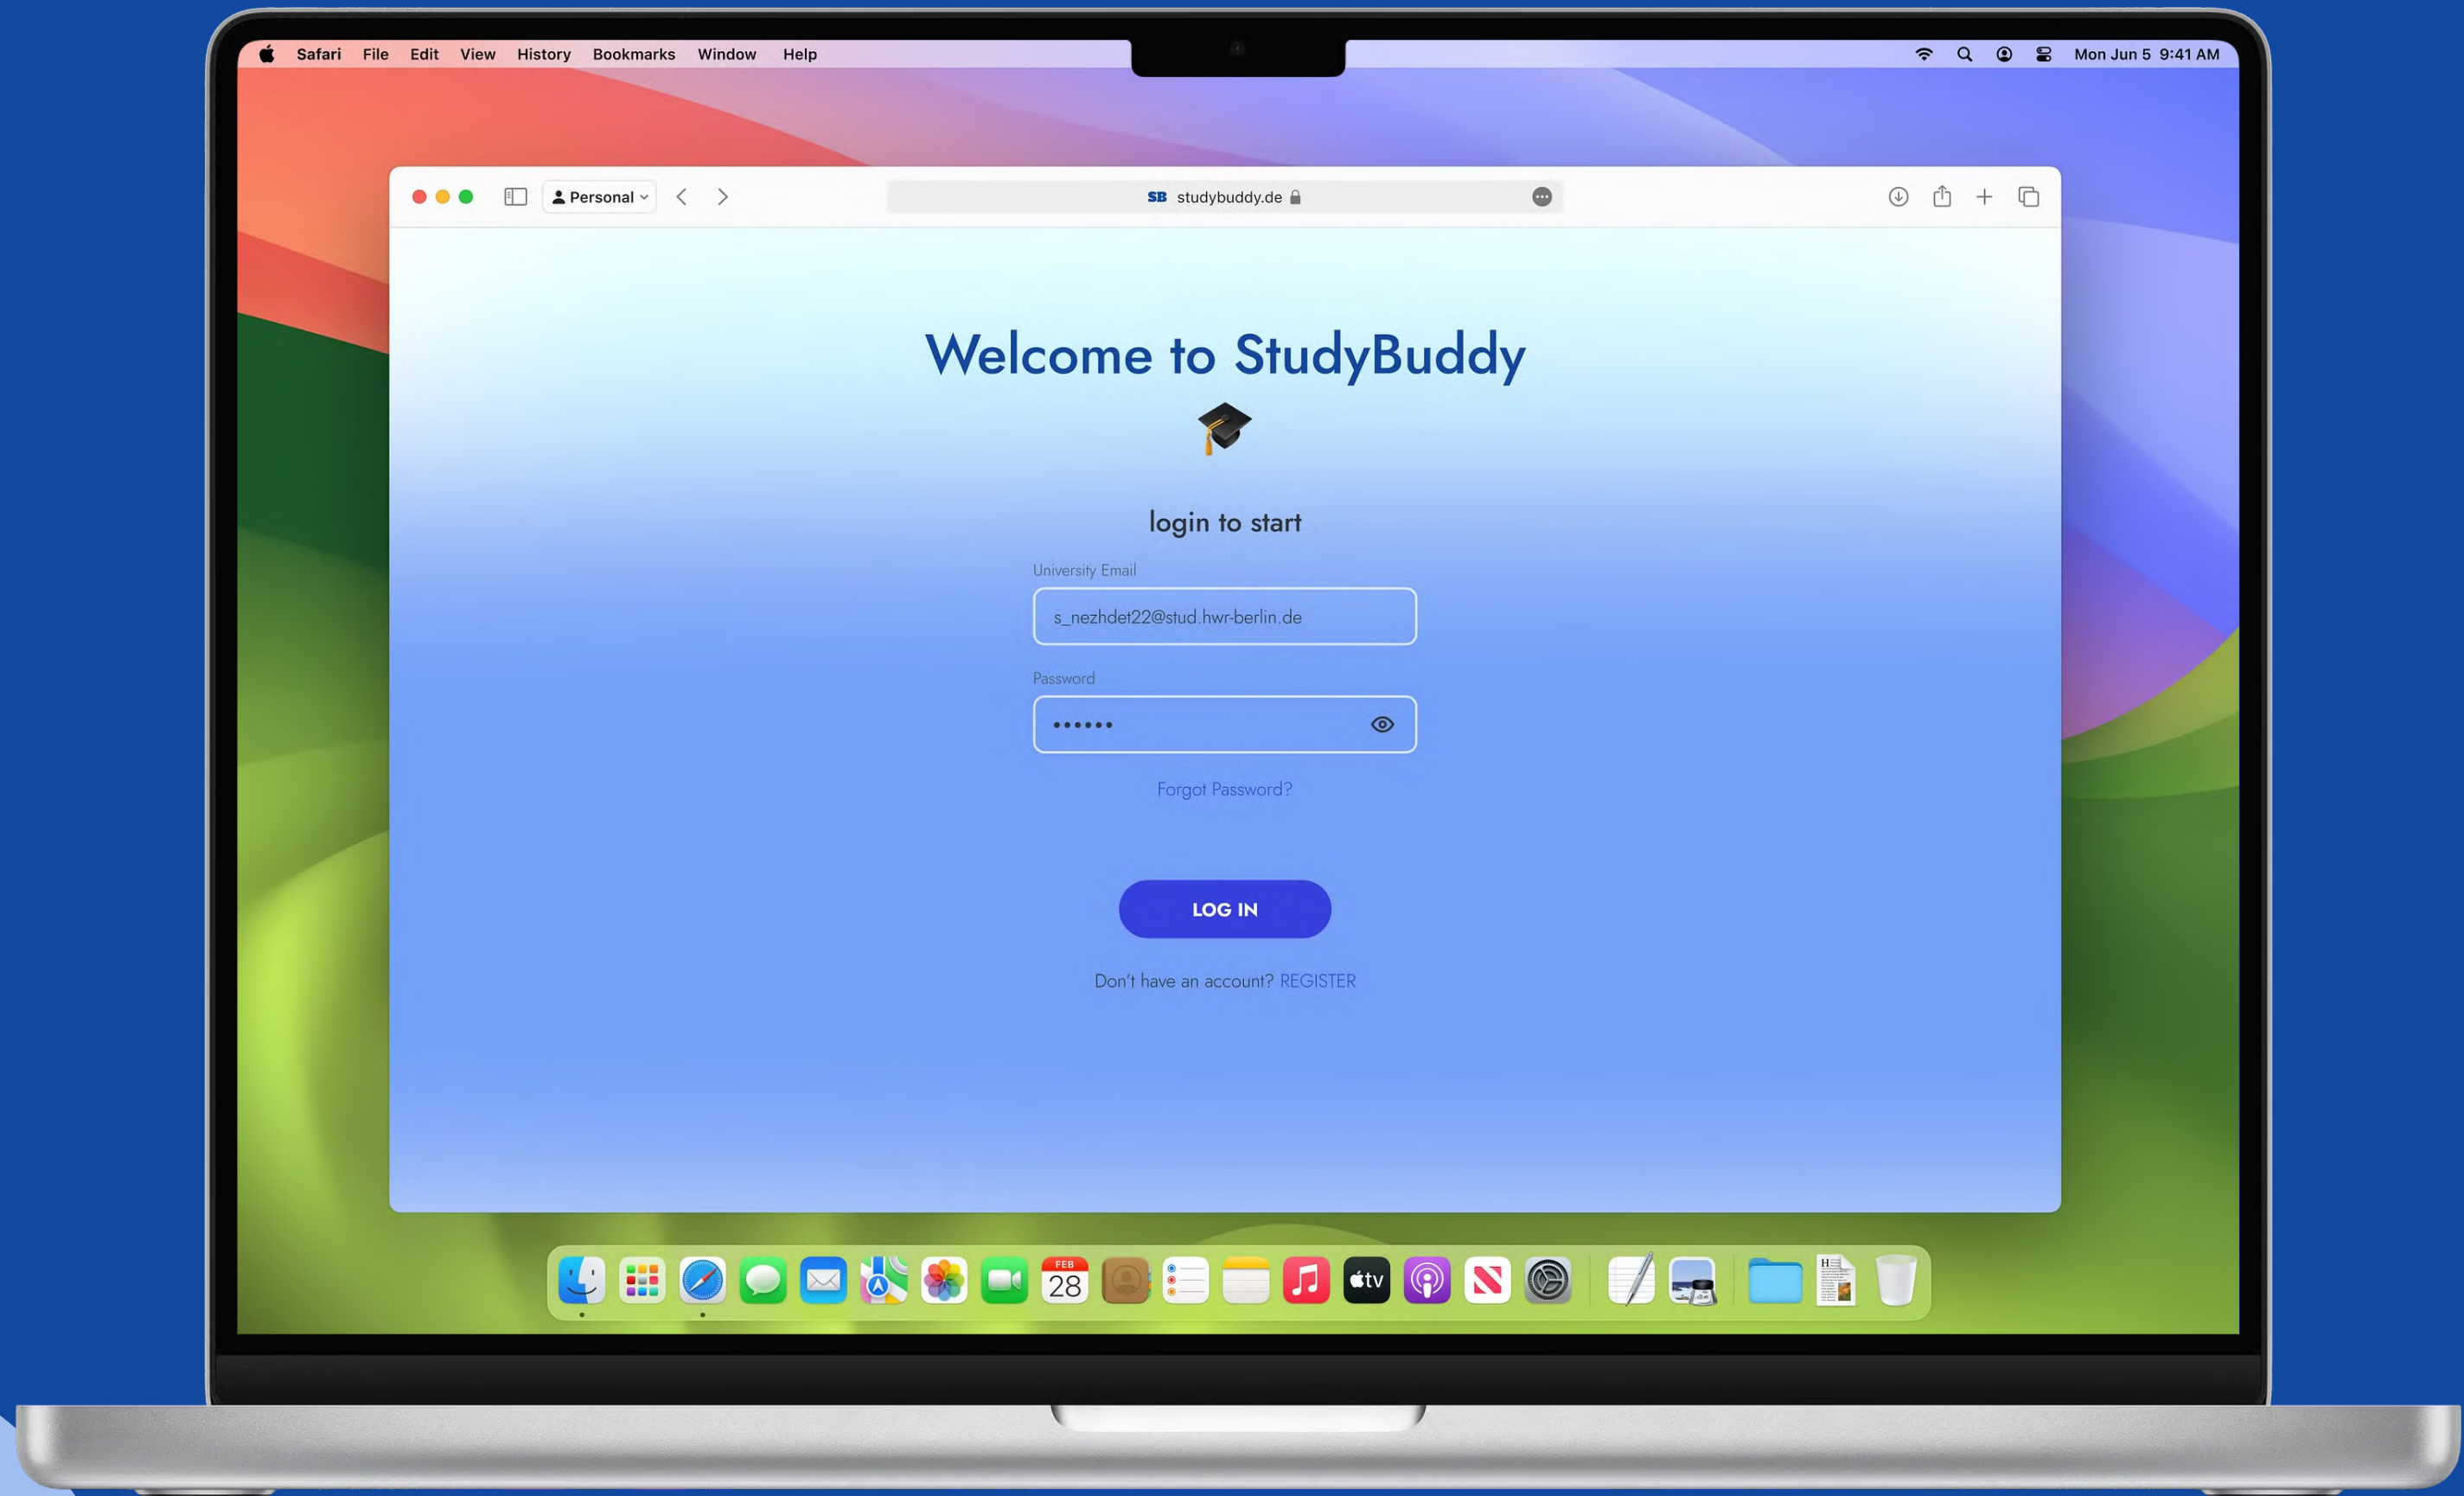 Safari File Edit View History Bookmarks Window Help
Mon Jun 5 9:41 AM
Personal
SB studybuddy.de
Welcome to StudyBuddy
login to start
University Email
s_nezhdet22@stud.hwr-berlin.de
Password
••••••
Forgot Password?
LOG IN
Don't have an account? REGISTER
FEB
28
tv